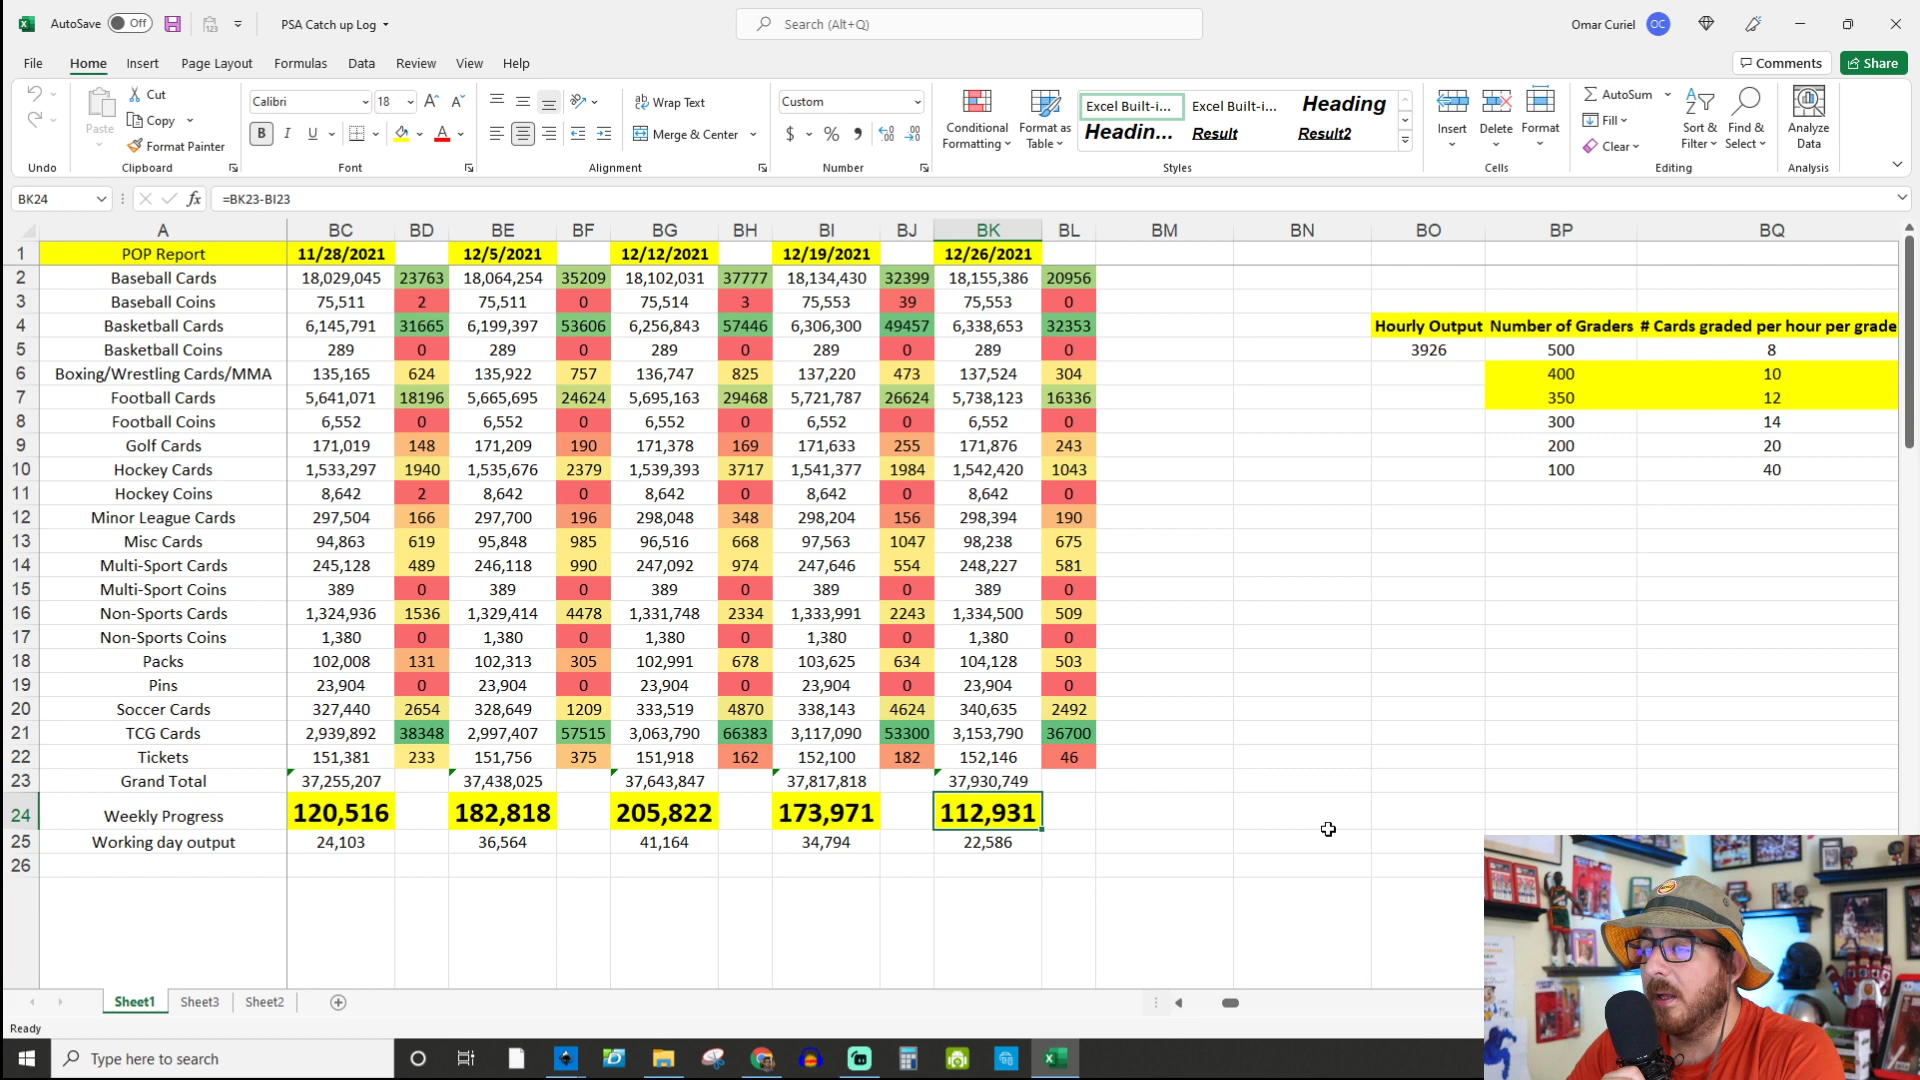 AutoSave Off PSA Catch up Log Search (Alt+Q) Omar Curiel OC
File Home Insert Page Layout Formulas Data Review View Help Comments Share
Paste Cut Copy Format Painter
Calibri 18
B I U
Wrap Text
Merge & Center
Custom
Conditional Formatting Format as Table
Excel Built-i... Excel Built-i... Heading
Headin... Result Result2
Insert Delete Format
AutoSum Fill Clear
Sort & Filter Find & Select
Analyze Data
Undo Clipboard Font Alignment Number Styles Cells Editing Analysis
BK24 fx =BK23-BI23
A BC BD BE BF BG BH BI BJ BK BL BM BN BO BP BQ
1 POP Report 11/28/2021 12/5/2021 12/12/2021 12/19/2021 12/26/2021
2 Baseball Cards 18,029,045 23763 18,064,254 35209 18,102,031 37777 18,134,430 32399 18,155,386 20956
3 Baseball Coins 75,511 2 75,511 0 75,514 3 75,553 39 75,553 0
4 Basketball Cards 6,145,791 31665 6,199,397 53606 6,256,843 57446 6,306,300 49457 6,338,653 32353 Hourly Output Number of Graders # Cards graded per hour per grade
5 Basketball Coins 289 0 289 0 289 0 289 0 289 0 3926 500 8
6 Boxing/Wrestling Cards/MMA 135,165 624 135,922 757 136,747 825 137,220 473 137,524 304 400 10
7 Football Cards 5,641,071 18196 5,665,695 24624 5,695,163 29468 5,721,787 26624 5,738,123 16336 350 12
8 Football Coins 6,552 0 6,552 0 6,552 0 6,552 0 6,552 0 300 14
9 Golf Cards 171,019 148 171,209 190 171,378 169 171,633 255 171,876 243 200 20
10 Hockey Cards 1,533,297 1940 1,535,676 2379 1,539,393 3717 1,541,377 1984 1,542,420 1043 100 40
11 Hockey Coins 8,642 2 8,642 0 8,642 0 8,642 0 8,642 0
12 Minor League Cards 297,504 166 297,700 196 298,048 348 298,204 156 298,394 190
13 Misc Cards 94,863 619 95,848 985 96,516 668 97,563 1047 98,238 675
14 Multi-Sport Cards 245,128 489 246,118 990 247,092 974 247,646 554 248,227 581
15 Multi-Sport Coins 389 0 389 0 389 0 389 0 389 0
16 Non-Sports Cards 1,324,936 1536 1,329,414 4478 1,331,748 2334 1,333,991 2243 1,334,500 509
17 Non-Sports Coins 1,380 0 1,380 0 1,380 0 1,380 0 1,380 0
18 Packs 102,008 131 102,313 305 102,991 678 103,625 634 104,128 503
19 Pins 23,904 0 23,904 0 23,904 0 23,904 0 23,904 0
20 Soccer Cards 327,440 2654 328,649 1209 333,519 4870 338,143 4624 340,635 2492
21 TCG Cards 2,939,892 38348 2,997,407 57515 3,063,790 66383 3,117,090 53300 3,153,790 36700
22 Tickets 151,381 233 151,756 375 151,918 162 152,100 182 152,146 46
23 Grand Total 37,255,207 37,438,025 37,643,847 37,817,818 37,930,749
24 Weekly Progress 120,516 182,818 205,822 173,971 112,931
25 Working day output 24,103 36,564 41,164 34,794 22,586
26
Sheet1 Sheet3 Sheet2
Ready
Type here to search